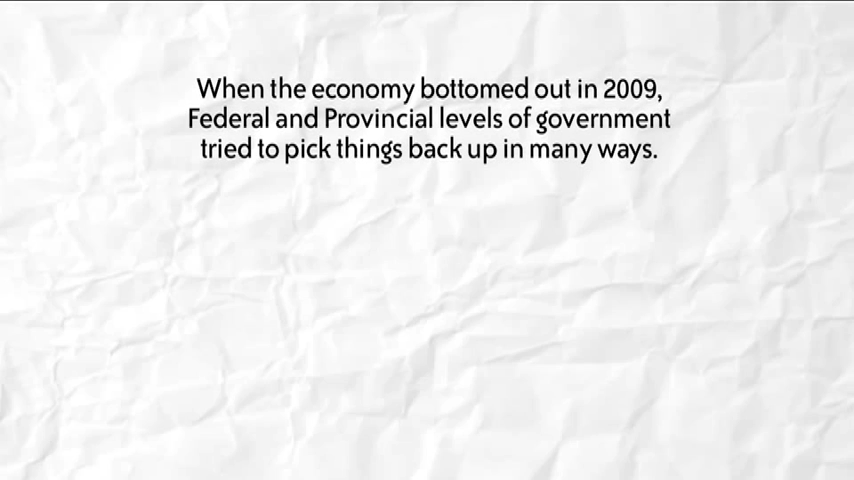 When the economy bottomed out in 2009,
Federal and Provincial levels of government
tried to pick things back up in many ways.